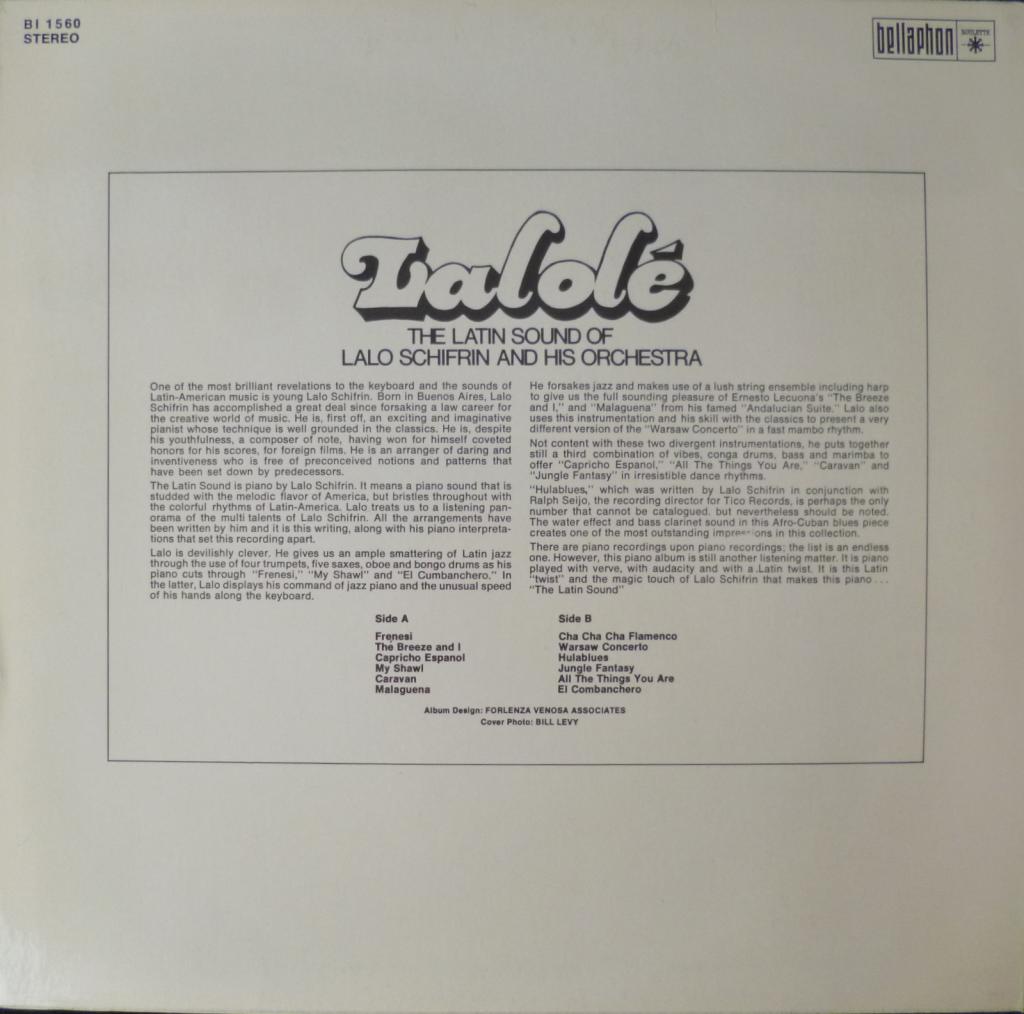 BI 1560
STEREO
bellaphon
ROULETTE
Lalolé
THE LATIN SOUND OF
LALO SCHIFRIN AND HIS ORCHESTRA
One of the most brilliant revelations to the keyboard and the sounds of
Latin-American music is young Lalo Schifrin. Born in Buenos Aires, Lalo
Schifrin has accomplished a great deal since forsaking a law career for
the creative world of music. He is, first off, an exciting and imaginative
pianist whose technique is well grounded in the classics. He is, despite
his youthfulness, a composer of note, having won for himself coveted
honors for his scores, for foreign films. He is an arranger of daring and
inventiveness who is free of preconceived notions and patterns that
have been set down by predecessors.
The Latin Sound is piano by Lalo Schifrin. It means a piano sound that is
studded with the melodic flavor of America, but bristles throughout with
the colorful rhythms of Latin-America. Lalo treats us to a listening pan-
orama of the multi talents of Lalo Schifrin. All the arrangements have
been written by him and it is this writing, along with his piano interpreta-
tions that set this recording apart.
Lalo is devilishly clever. He gives us an ample smattering of Latin jazz
through the use of four trumpets, five saxes, oboe and bongo drums as his
piano cuts through "Frenesi," "My Shawl" and "El Cumbanchero." In
the latter, Lalo displays his command of jazz piano and the unusual speed
of his hands along the keyboard.
He forsakes jazz and makes use of a lush string ensemble including harp
to give us the full sounding pleasure of Ernesto Lecuona's "The Breeze
and I," and "Malaguena" from his famed "Andalucian Suite." Lalo also
uses this instrumentation and his skill with the classics to present a very
different version of the "Warsaw Concerto" in a fast mambo rhythm.
Not content with these two divergent instrumentations, he puts together
still a third combination of vibes, conga drums, bass and marimba to
offer "Capricho Espanol," "All The Things You Are," "Caravan" and
"Jungle Fantasy" in irresistible dance rhythms.
"Hulablues," which was written by Lalo Schifrin in conjunction with
Ralph Seijo, the recording director for Tico Records, is perhaps the only
number that cannot be catalogued, but nevertheless should be noted.
The water effect and bass clarinet sound in this Afro-Cuban blues piece
creates one of the most outstanding impressions in this collection.
There are piano recordings upon piano recordings; the list is an endless
one. However, this piano album is still another listening matter. It is piano
played with verve, with audacity and with a Latin twist. It is this Latin
"twist" and the magic touch of Lalo Schifrin that makes this piano ...
"The Latin Sound"
Side A
Frenesi
The Breeze and I
Capricho Espanol
My Shawl
Caravan
Malaguena
Side B
Cha Cha Cha Flamenco
Warsaw Concerto
Hulablues
Jungle Fantasy
All The Things You Are
El Combanchero
Album Design: FORLENZA VENOSA ASSOCIATES
Cover Photo: BILL LEVY